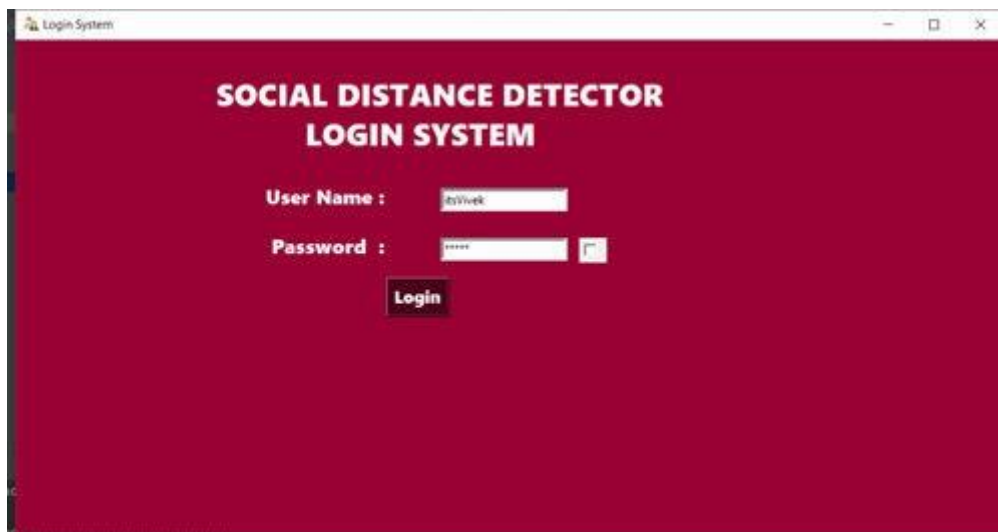 Login System
SOCIAL DISTANCE DETECTOR
LOGIN SYSTEM
User Name : itsVivek
Password : *****
Login